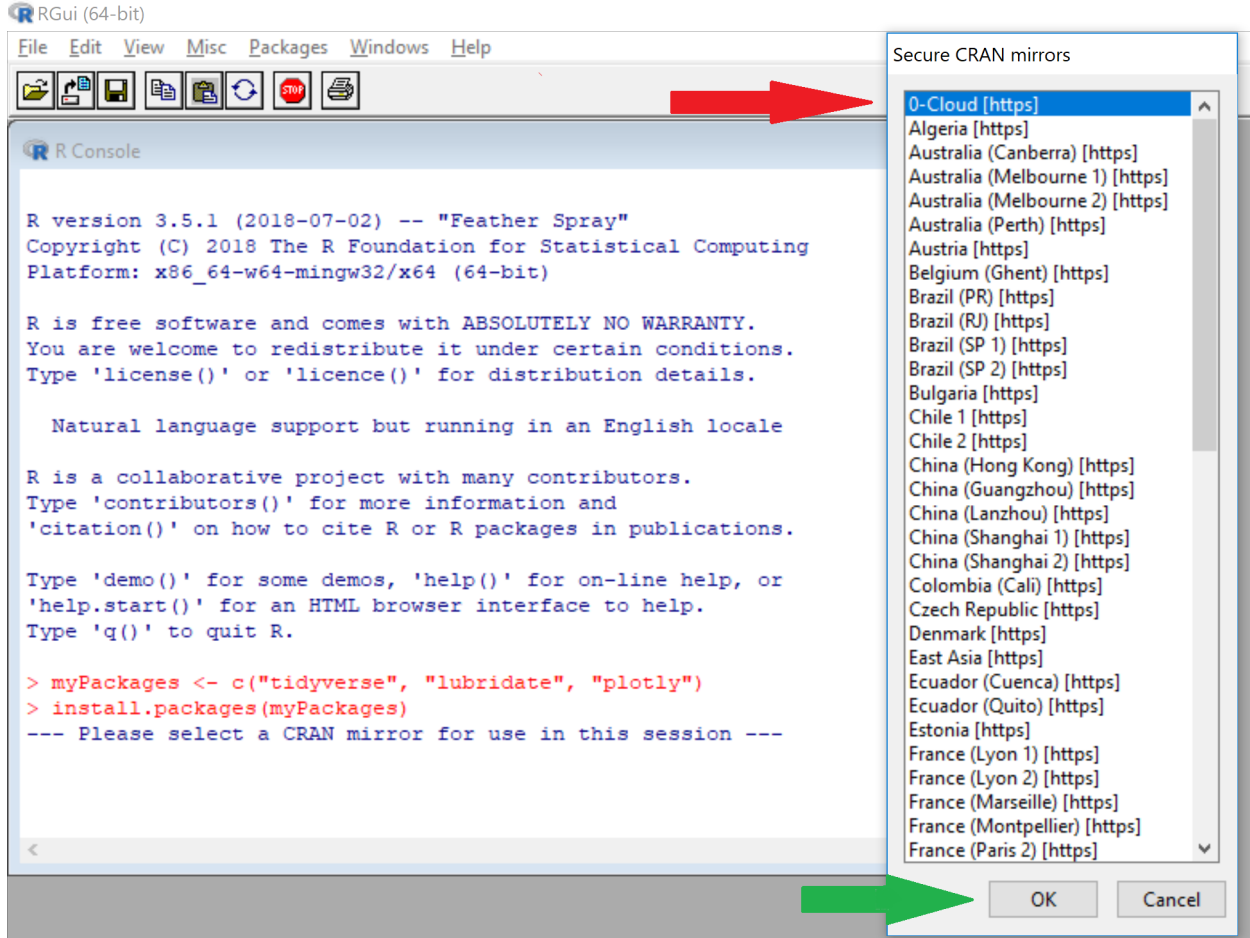 RGui (64-bit)
File Edit View Misc Packages Windows Help
STOP
R Console
R version 3.5.1 (2018-07-02) -- "Feather Spray"
Copyright (C) 2018 The R Foundation for Statistical Computing
Platform: x86_64-w64-mingw32/x64 (64-bit)
R is free software and comes with ABSOLUTELY NO WARRANTY.
You are welcome to redistribute it under certain conditions.
Type 'license()' or 'licence()' for distribution details.
Natural language support but running in an English locale
R is a collaborative project with many contributors.
Type 'contributors()' for more information and
'citation()' on how to cite R or R packages in publications.
Type 'demo()' for some demos, 'help()' for on-line help, or
'help.start()' for an HTML browser interface to help.
Type 'q()' to quit R.
> myPackages <- c("tidyverse", "lubridate", "plotly")
> install.packages(myPackages)
--- Please select a CRAN mirror for use in this session ---
Secure CRAN mirrors
0-Cloud [https]
Algeria [https]
Australia (Canberra) [https]
Australia (Melbourne 1) [https]
Australia (Melbourne 2) [https]
Australia (Perth) [https]
Austria [https]
Belgium (Ghent) [https]
Brazil (PR) [https]
Brazil (RJ) [https]
Brazil (SP 1) [https]
Brazil (SP 2) [https]
Bulgaria [https]
Chile 1 [https]
Chile 2 [https]
China (Hong Kong) [https]
China (Guangzhou) [https]
China (Lanzhou) [https]
China (Shanghai 1) [https]
China (Shanghai 2) [https]
Colombia (Cali) [https]
Czech Republic [https]
Denmark [https]
East Asia [https]
Ecuador (Cuenca) [https]
Ecuador (Quito) [https]
Estonia [https]
France (Lyon 1) [https]
France (Lyon 2) [https]
France (Marseille) [https]
France (Montpellier) [https]
France (Paris 2) [https]
OK Cancel